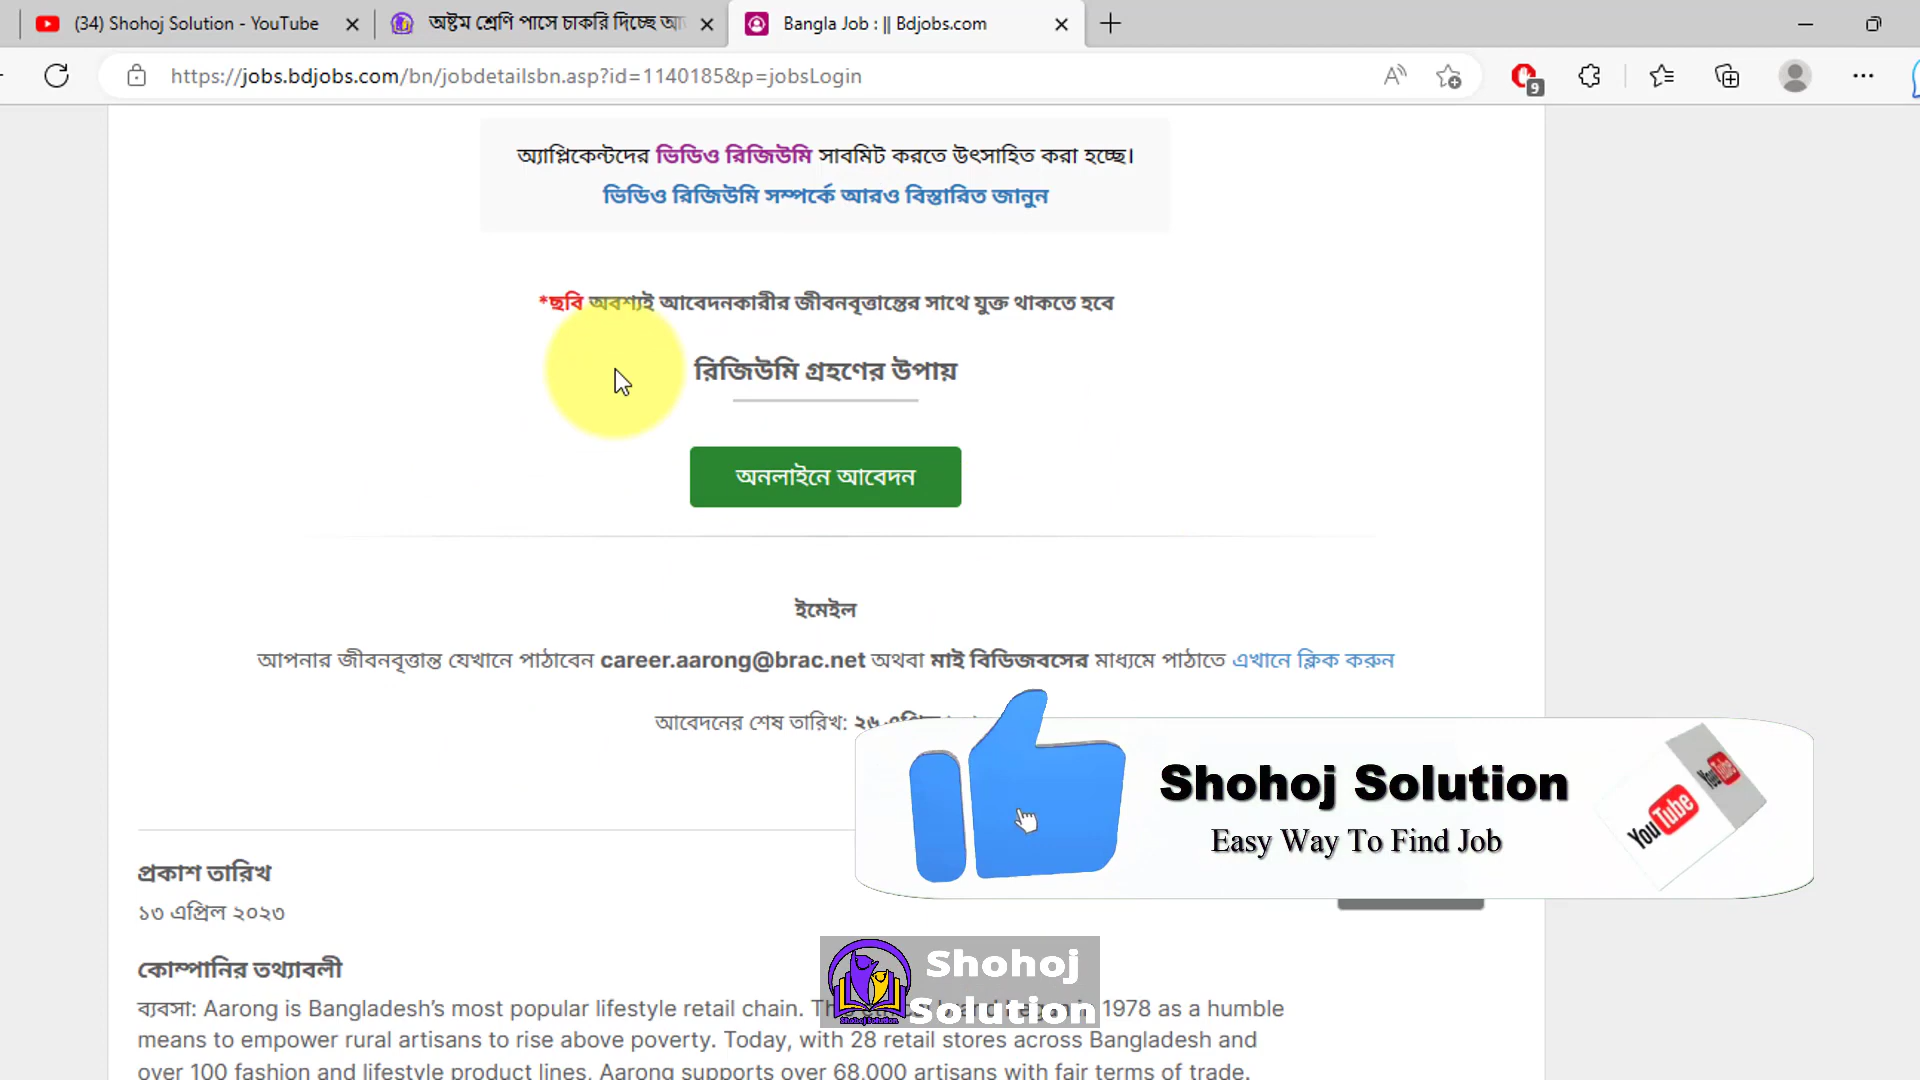 (34) Shohoj Solution - YouTube
অষ্টম শ্রেণি পাসে চাকরি দিচ্ছে
Bangla Job : || Bdjobs.com
https://jobs.bdjobs.com/bn/jobdetailsbn.asp?id=1140185&p=jobsLogin
9
অ্যাপ্লিকেন্টদের ভিডিও রিজিউমি সাবমিট করতে উৎসাহিত করা হচ্ছে।
ভিডিও রিজিউমি সম্পর্কে আরও বিস্তারিত জানুন
*ছবি অবশ্যই আবেদনকারীর জীবনবৃত্তান্তের সাথে যুক্ত থাকতে হবে
রিজিউমি গ্রহণের উপায়
অনলাইনে আবেদন
ইমেইল
আপনার জীবনবৃত্তান্ত যেখানে পাঠাবেন career.aarong@brac.net অথবা মাই বিডিজবসের মাধ্যমে পাঠাতে এখানে ক্লিক করুন
আবেদনের শেষ তারিখ: ২৬ এপ্রিল
Shohoj Solution
Easy Way To Find Job
YouTube
YouTube
প্রকাশ তারিখ
১৩ এপ্রিল ২০২৩
কোম্পানির তথ্যাবলী
ব্যবসা: Aarong is Bangladesh's most popular lifestyle retail chain. 1978 as a humble
means to empower rural artisans to rise above poverty. Today, with 28 retail stores across Bangladesh and
over 100 fashion and lifestyle product lines, Aarong supports over 68,000 artisans with fair terms of trade.
Shohoj
Solution
Shohoj Solution